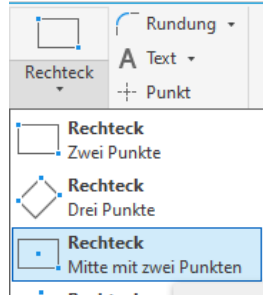 Rechteck
Rundung
A Text
Punkt
Rechteck
Zwei Punkte
Rechteck
Drei Punkte
Rechteck
Mitte mit zwei Punkten